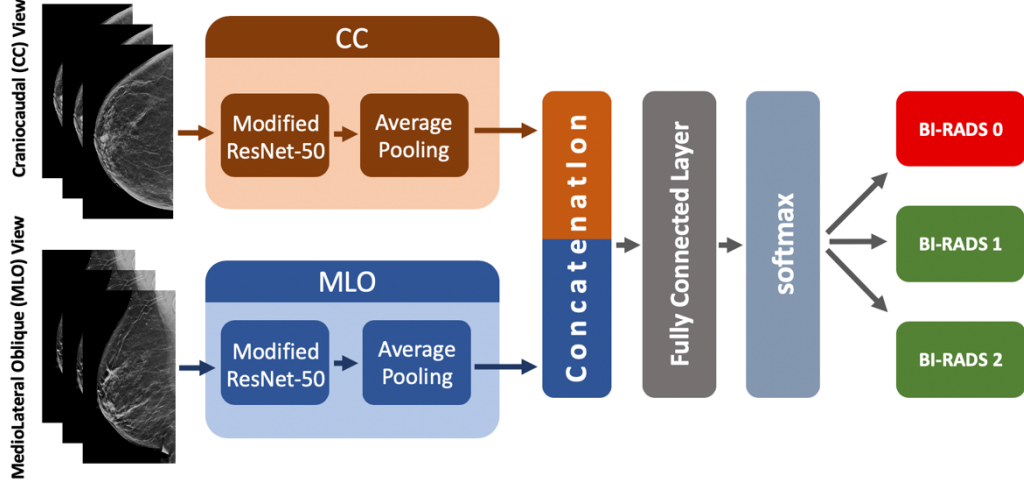 Craniocaudal (CC) View
CC
Modified
ResNet-50
Average
Pooling
MedioLateral Oblique (MLO) View
MLO
Modified
ResNet-50
Average
Pooling
Concatenation
Fully Connected Layer
softmax
BI-RADS 0
BI-RADS 1
BI-RADS 2